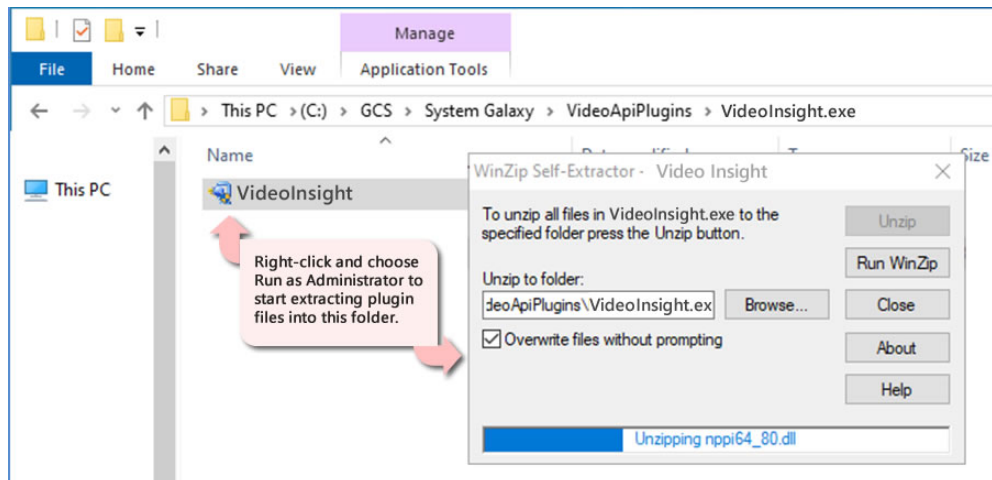 Manage
File Home Share View Application Tools
This PC > (C:) > GCS > System Galaxy > VideoApiPlugins > VideoInsight.exe
Name Size
This PC
VideoInsight
Right-click and choose
Run as Administrator to
start extracting plugin
files into this folder.
WinZip Self-Extractor - Video Insight
To unzip all files in VideoInsight.exe to the
specified folder press the Unzip button.
Unzip to folder:
deoApiPlugins\VideoInsight.ex
Browse...
Overwrite files without prompting
Unzip
Run WinZip
Close
About
Help
Unzipping nppi64_80.dll